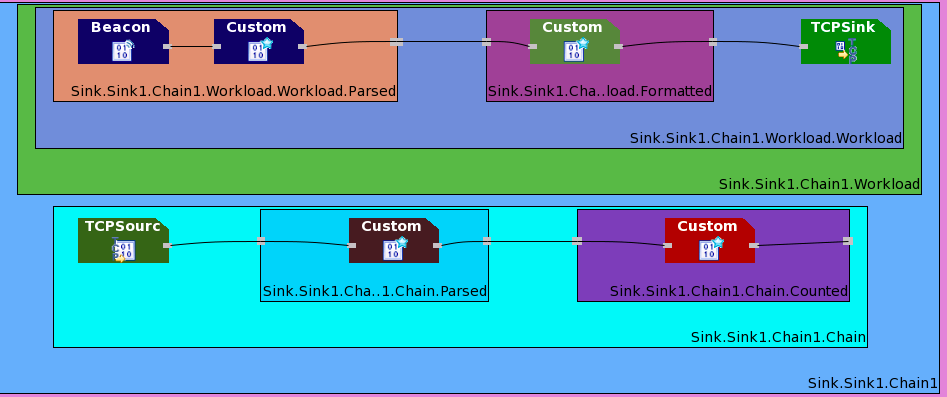 Beacon
Custom
Custom
TCPSink
Sink.Sink1.Chain1.Workload.Workload.Parsed
Sink.Sink1.Cha..load.Formatted
Sink.Sink1.Chain1.Workload.Workload
Sink.Sink1.Chain1.Workload
TCPSourc
Custom
Custom
Sink.Sink1.Cha..1.Chain.Parsed
Sink.Sink1.Chain1.Chain.Counted
Sink.Sink1.Chain1.Chain
Sink.Sink1.Chain1